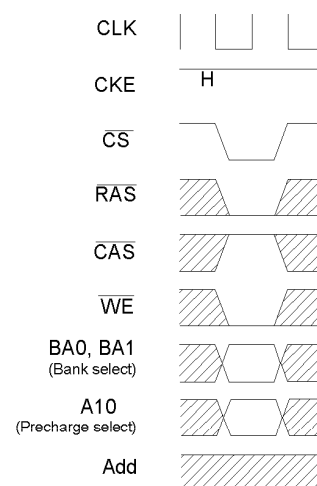 CLK
CKE
H
CS
RAS
CAS
WE
BA0, BA1
(Bank select)
A10
(Precharge select)
Add